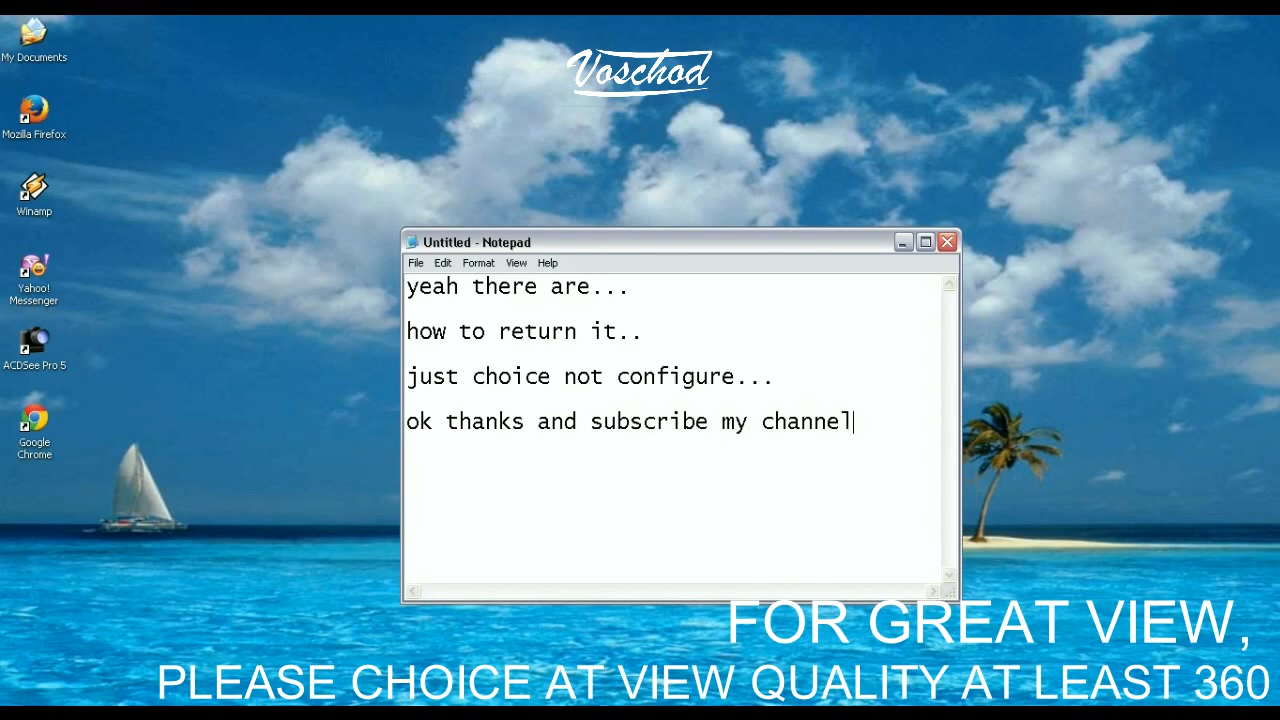 My Documents
Voschod
Mozilla Firefox
Winamp
Yahoo!
Messenger
ACDSee Pro 5
Google
Chrome
Untitled - Notepad
File Edit Format View Help
yeah there are...
how to return it..
just choice not configure...
ok thanks and subscribe my channel
FOR GREAT VIEW,
PLEASE CHOICE AT VIEW QUALITY AT LEAST 360